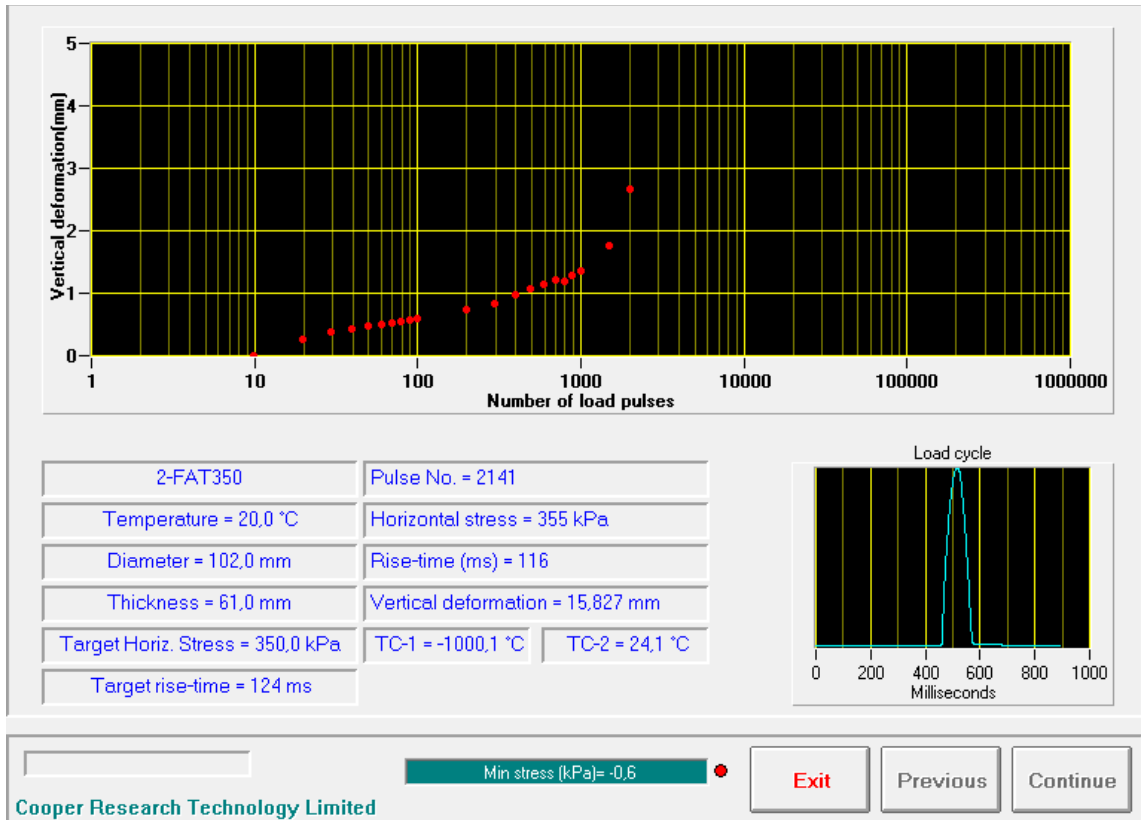 5
4
3
2
1
0
Vertical deformation(mm)
1 10 100 1000 10000 100000 1000000
Number of load pulses
2-FAT350
Temperature = 20,0 °C
Diameter = 102,0 mm
Thickness = 61,0 mm
Target Horiz. Stress = 350,0 kPa
Target rise-time = 124 ms
Pulse No. = 2141
Horizontal stress = 355 kPa
Rise-time (ms) = 116
Vertical deformation = 15,827 mm
TC-1 = -1000,1 °C
TC-2 = 24,1 °C
Load cycle
0 200 400 600 800 1000
Milliseconds
Min stress (kPa)= -0,6
Exit
Previous
Continue
Cooper Research Technology Limited